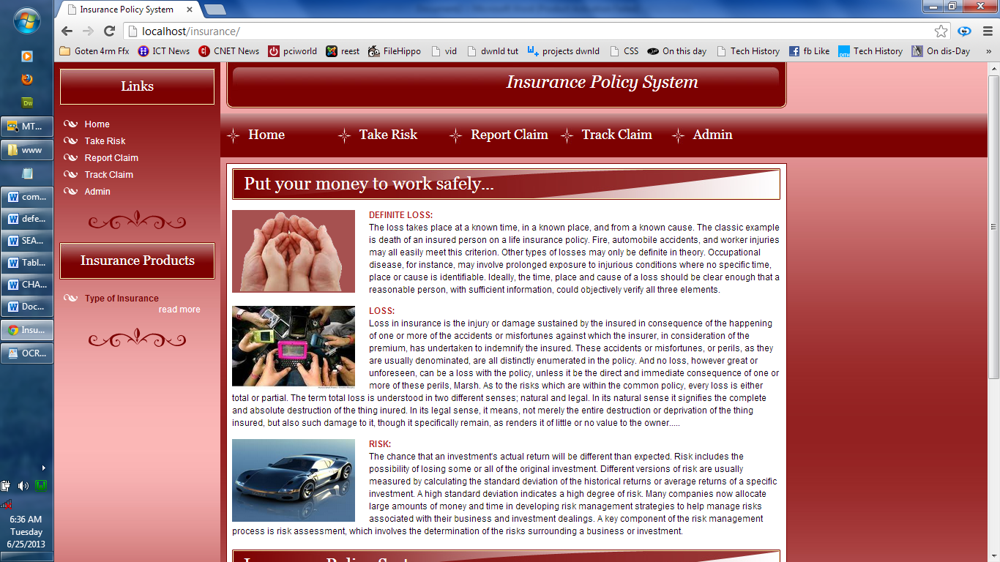 Insurance Policy System
localhost/insurance/
Goten 4rm Ffx ICT News CNET News pciworld reest FileHippo vid dwnld tut projects dwnld CSS On this day Tech History fb Like Tech History On dis-Day »
MT...
www
com...
defe...
SEA...
Tabl...
CHA...
Doc...
Insu...
OCR...
6:36 AM
Tuesday
6/25/2013
Links
Home
Take Risk
Report Claim
Track Claim
Admin
Insurance Products
Type of Insurance
read more
Insurance Policy System
Home Take Risk Report Claim Track Claim Admin
Put your money to work safely...
DEFINITE LOSS:
The loss takes place at a known time, in a known place, and from a known cause. The classic example
is death of an insured person on a life insurance policy. Fire, automobile accidents, and worker injuries
may all easily meet this criterion. Other types of losses may only be definite in theory. Occupational
disease, for instance, may involve prolonged exposure to injurious conditions where no specific time,
place or cause is identifiable. Ideally, the time, place and cause of a loss should be clear enough that a
reasonable person, with sufficient information, could objectively verify all three elements.
LOSS:
Loss in insurance is the injury or damage sustained by the insured in consequence of the happening
of one or more of the accidents or misfortunes against which the insurer, in consideration of the
premium, has undertaken to indemnify the insured. These accidents or misfortunes, or perils, as they
are usually denominated, are all distinctly enumerated in the policy. And no loss, however great or
unforeseen, can be a loss with the policy, unless it be the direct and immediate consequence of one or
more of these perils, Marsh. As to the risks which are within the common policy, every loss is either
total or partial. The term total loss is understood in two different senses; natural and legal. In its natural sense it signifies the complete
and absolute destruction of the thing inured. In its legal sense, it means, not merely the entire destruction or deprivation of the thing
insured, but also such damage to it, though it specifically remain, as renders it of little or no value to the owner.....
RISK:
The chance that an investment's actual return will be different than expected. Risk includes the
possibility of losing some or all of the original investment. Different versions of risk are usually
measured by calculating the standard deviation of the historical returns or average returns of a specific
investment. A high standard deviation indicates a high degree of risk. Many companies now allocate
large amounts of money and time in developing risk management strategies to help manage risks
associated with their business and investment dealings. A key component of the risk management
process is risk assessment, which involves the determination of the risks surrounding a business or investment.